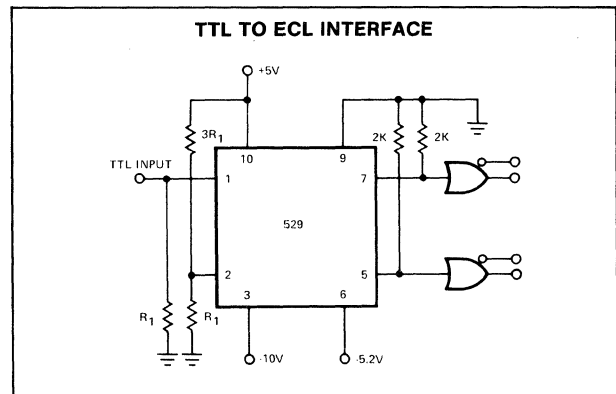 TTL TO ECL INTERFACE
+5V
3R1
2K 2K
10 9
TTL INPUT
1 7
529
2 5
3 6
R1 R1
-10V -5.2V